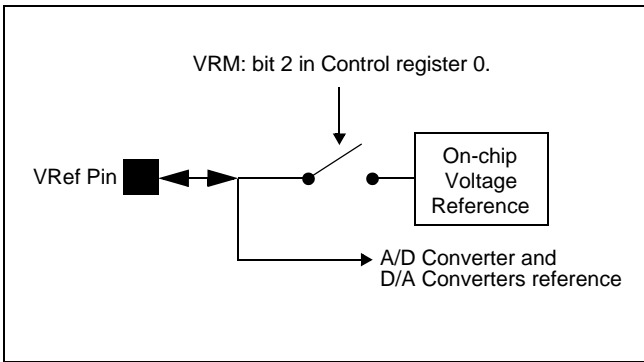 VRM: bit 2 in Control register 0.
VRef Pin
On-chip
Voltage
Reference
A/D Converter and
D/A Converters reference